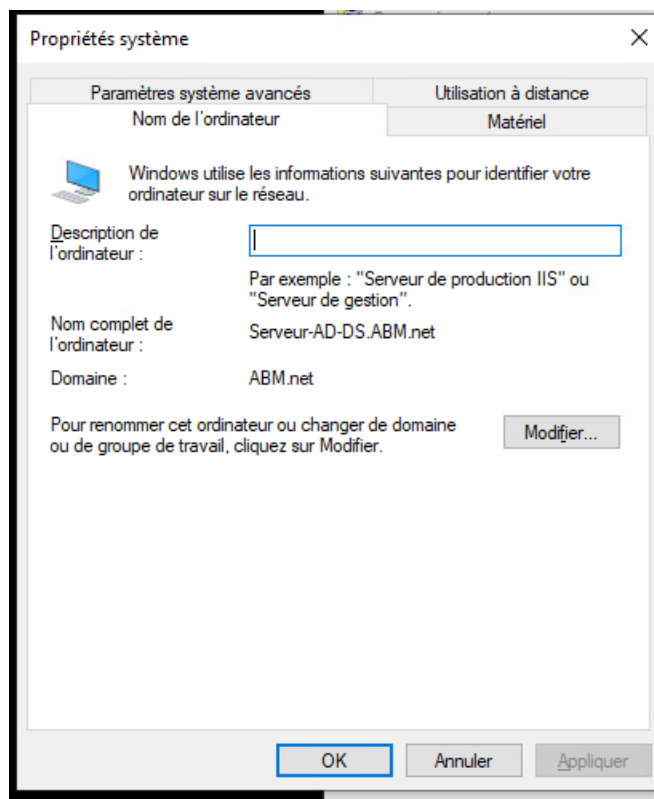 Propriétés système
Paramètres système avancés
Utilisation à distance
Nom de l'ordinateur
Matériel
Windows utilise les informations suivantes pour identifier votre
ordinateur sur le réseau.
Description de
l'ordinateur :
Par exemple : "Serveur de production IIS" ou
"Serveur de gestion".
Nom complet de
l'ordinateur :
Serveur-AD-DS.ABM.net
Domaine :
ABM.net
Pour renommer cet ordinateur ou changer de domaine
ou de groupe de travail, cliquez sur Modifier.
Modifier...
OK
Annuler
Appliquer